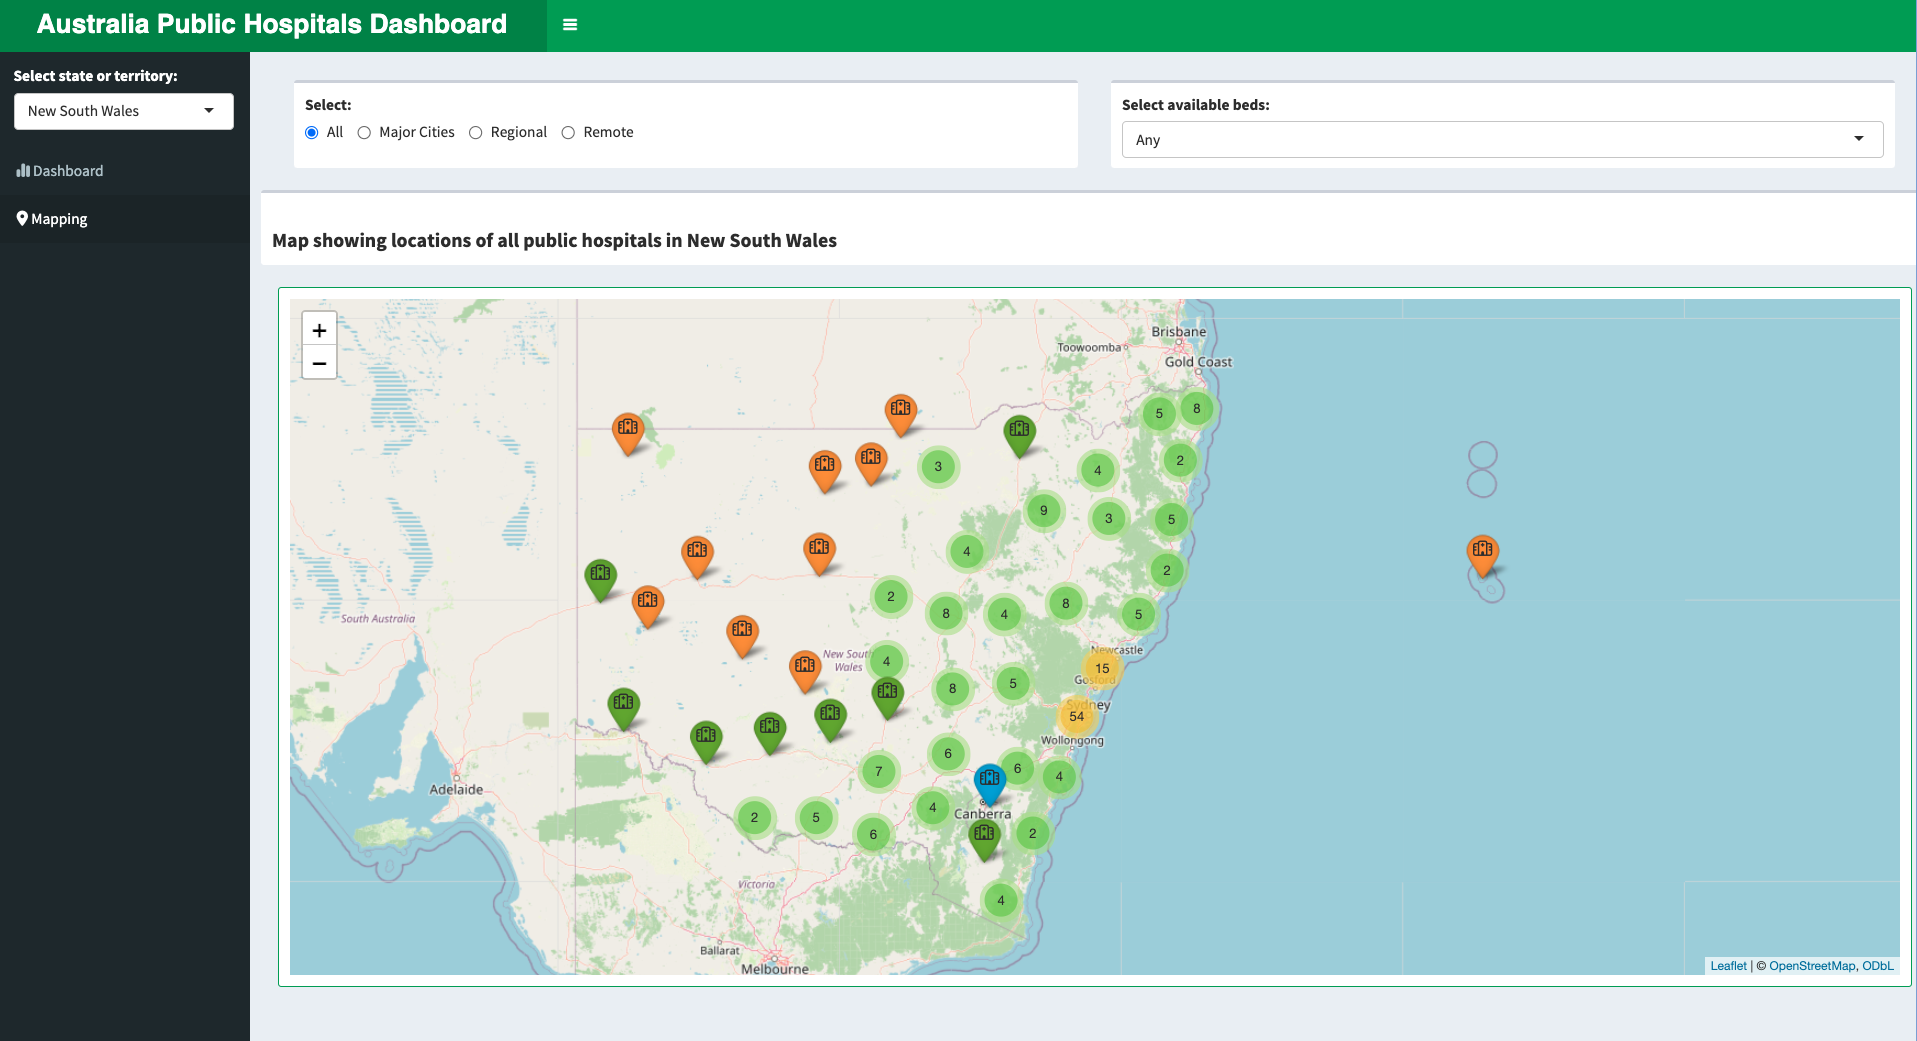 Australia Public Hospitals Dashboard
Select state or territory:
New South Wales
Dashboard
Mapping
Select:
All Major Cities Regional Remote
Select available beds:
Any
Map showing locations of all public hospitals in New South Wales
+
−
Brisbane
Toowoomba
Gold Coast
5
8
3
4
2
9
3
5
4
2
2
8
4
8
5
South Australia
Newcastle
New South
Wales
4
15
Gosford
8
5
Sydney
54
Wollongong
6
6
4
7
Adelaide
4
Canberra
2
5
6
2
Victoria
4
Ballarat
Melbourne
Leaflet | © OpenStreetMap, ODbL